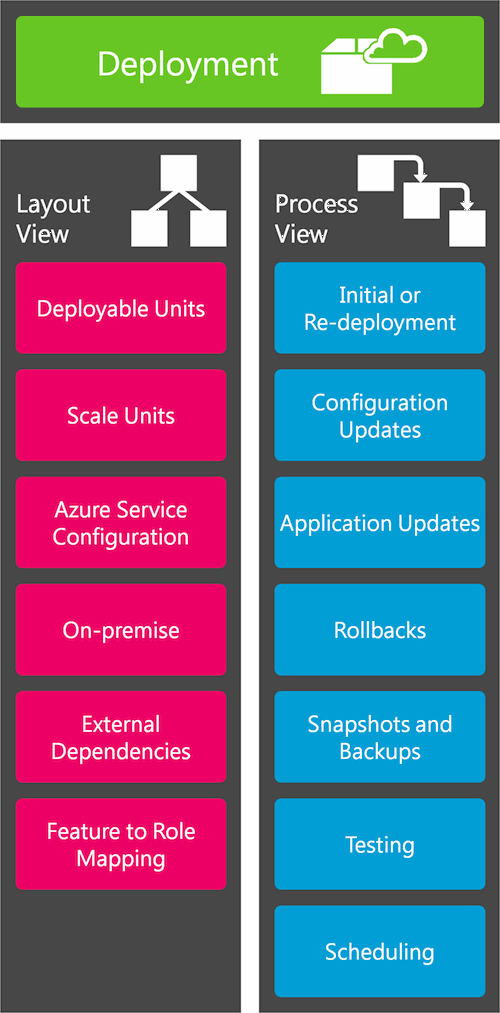 Deployment
Layout
View
Deployable Units
Scale Units
Azure Service
Configuration
On-premise
External
Dependencies
Feature to Role
Mapping
Process
View
Initial or
Re-deployment
Configuration
Updates
Application Updates
Rollbacks
Snapshots and
Backups
Testing
Scheduling